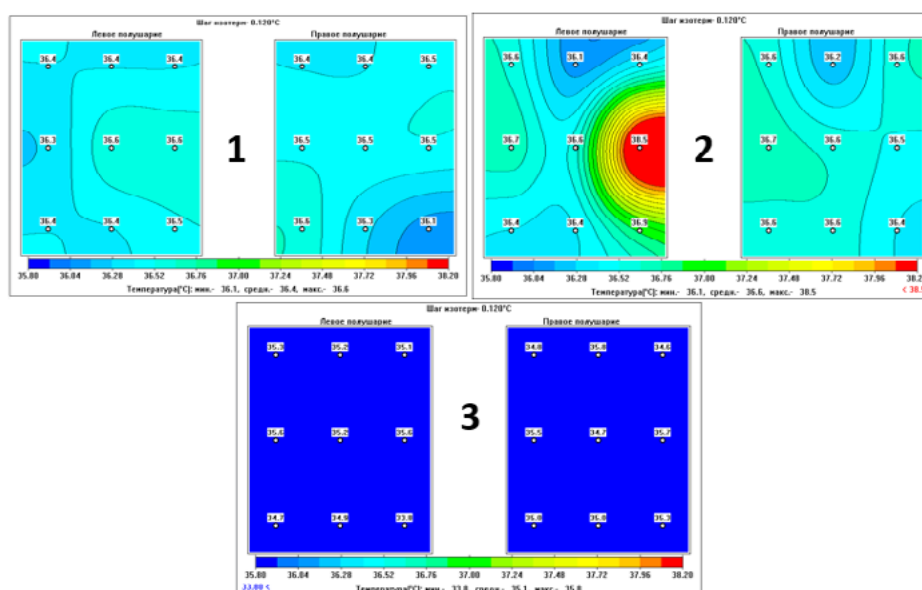 Шаг изотерм- 0.120°C
Левое полушарие Правое полушарие
36.4 36.4 36.4 36.4 36.4 36.5
36.3 36.6 36.6 36.5 36.5 36.5
1
36.4 36.4 36.5 36.6 36.3 36.1
35.80 36.04 36.28 36.52 36.76 37.00 37.24 37.48 37.72 37.96 38.20
Температура(°C): мин.- 36.1, средн.- 36.4, макс.- 36.6
Шаг изотерм- 0.120°C
Левое полушарие Правое полушарие
36.6 36.1 36.4 36.6 36.2 36.6
36.7 36.6 38.5 36.7 36.6 36.5
2
36.4 36.4 36.9 36.6 36.6 36.4
35.80 36.04 36.28 36.52 36.76 37.00 37.24 37.48 37.72 37.96 38.20
Температура(°C): мин.- 36.1, средн.- 36.6, макс.- 38.5
Шаг изотерм- 0.120°C
Левое полушарие Правое полушарие
35.3 35.2 35.1 34.8 35.0 34.6
3
35.6 35.2 35.6 35.5 34.7 35.7
34.7 34.9 33.8 35.3
35.80 36.04 36.28 36.52 36.76 37.00 37.24 37.48 37.72 37.96 38.20
Температура(°C): мин.- 33.8, средн.- 35.1, макс.- 35.8